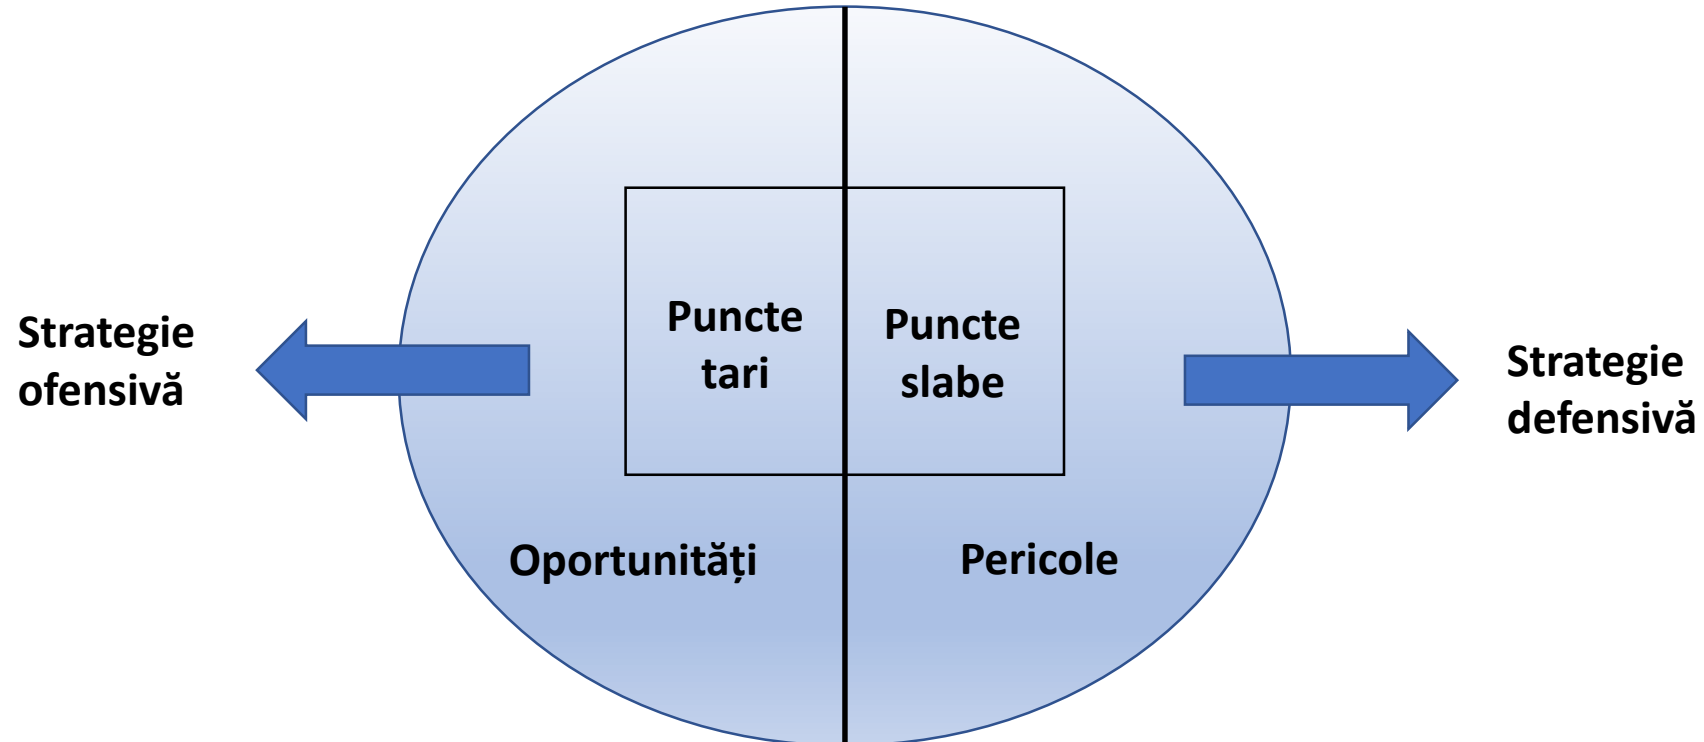 Strategie
ofensivă
Puncte
tari
Puncte
slabe
Strategie
defensivă
Oportunități
Pericole